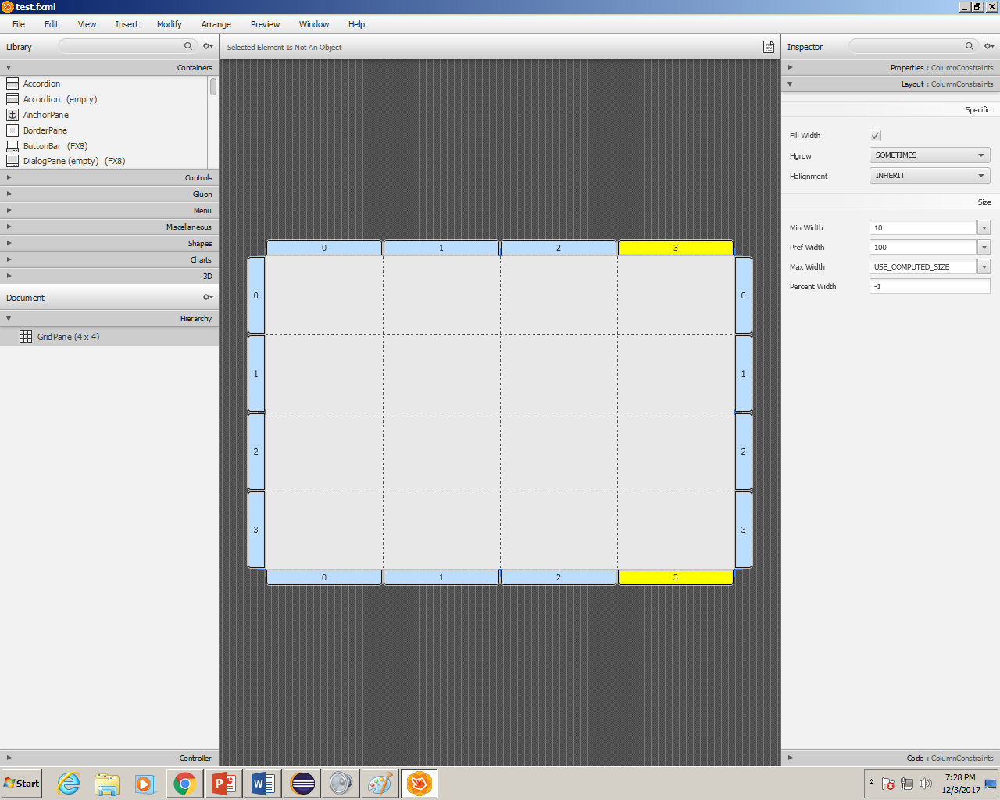 test.fxml
File Edit View Insert Modify Arrange Preview Window Help
Library
Selected Element Is Not An Object
Inspector
Containers
Accordion
Accordion (empty)
AnchorPane
BorderPane
ButtonBar (FX8)
DialogPane (empty) (FX8)
Controls
Gluon
Menu
Miscellaneous
Shapes
Charts
3D
Document
Hierarchy
GridPane (4 x 4)
Controller
0 1 2 3
0 0
1 1
2 2
3 3
0 1 2 3
Properties : ColumnConstraints
Layout : ColumnConstraints
Specific
Fill Width
Hgrow SOMETIMES
Halignment INHERIT
Size
Min Width 10
Pref Width 100
Max Width USE_COMPUTED_SIZE
Percent Width -1
Code : ColumnConstraints
Start
7:28 PM
12/3/2017